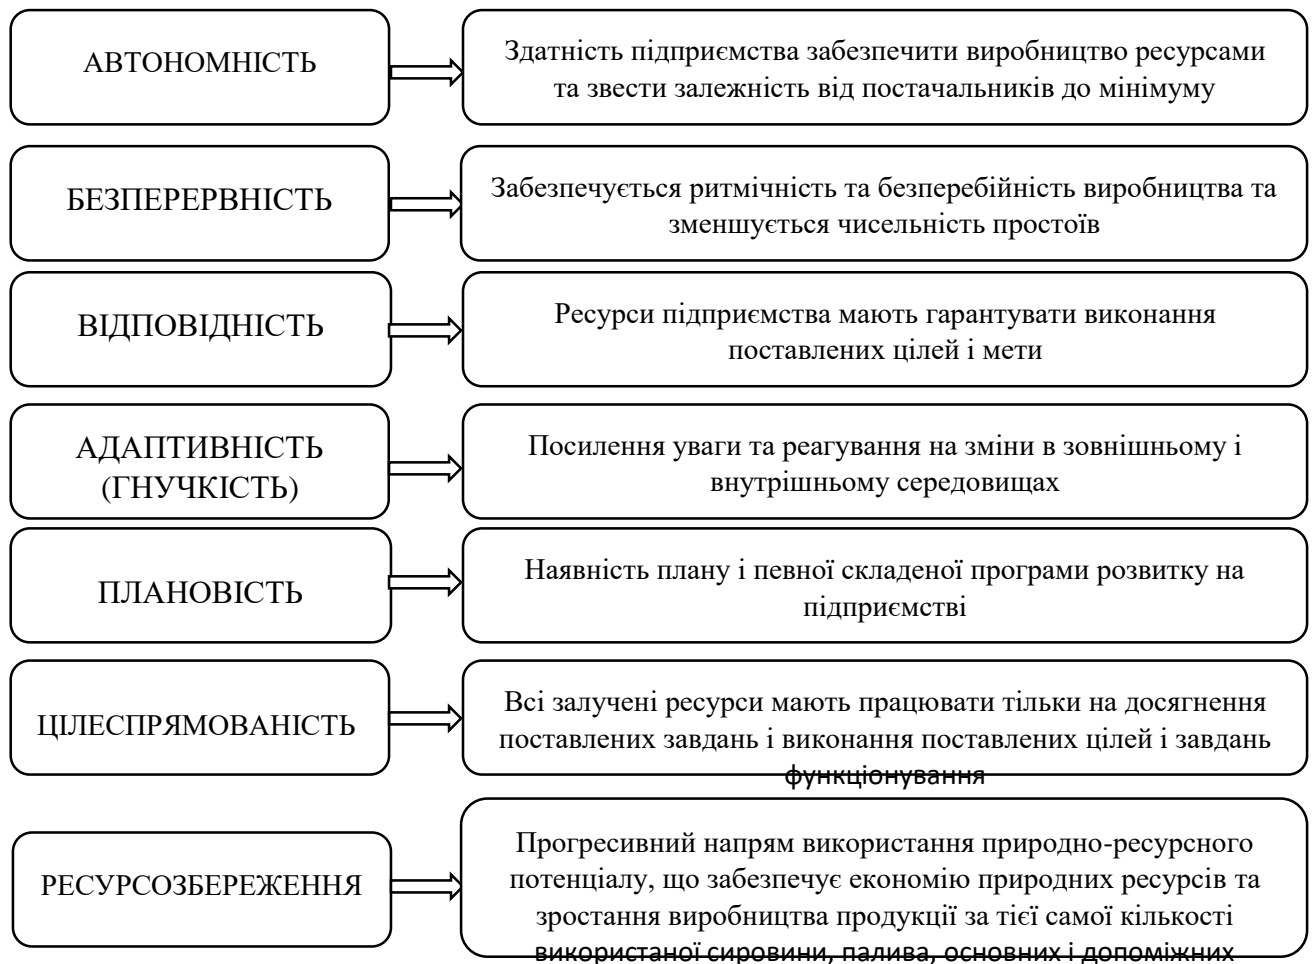 АВТОНОМНІСТЬ
Здатність підприємства забезпечити виробництво ресурсами
та звести залежність від постачальників до мінімуму
БЕЗПЕРЕРВНІСТЬ
Забезпечується ритмічність та безперебійність виробництва та
зменшується чисельність простоїв
ВІДПОВІДНІСТЬ
Ресурси підприємства мають гарантувати виконання
поставлених цілей і мети
АДАПТИВНІСТЬ
(ГНУЧКІСТЬ)
Посилення уваги та реагування на зміни в зовнішньому і
внутрішньому середовищах
ПЛАНОВІСТЬ
Наявність плану і певної складеної програми розвитку на
підприємстві
ЦІЛЕСПРЯМОВАНІСТЬ
Всі залучені ресурси мають працювати тільки на досягнення
поставлених завдань і виконання поставлених цілей і завдань
функціонування
РЕСУРСОЗБЕРЕЖЕННЯ
Прогресивний напрям використання природно-ресурсного
потенціалу, що забезпечує економію природних ресурсів та
зростання виробництва продукції за тієї самої кількості
використаної сировини, палива, основних і допоміжних